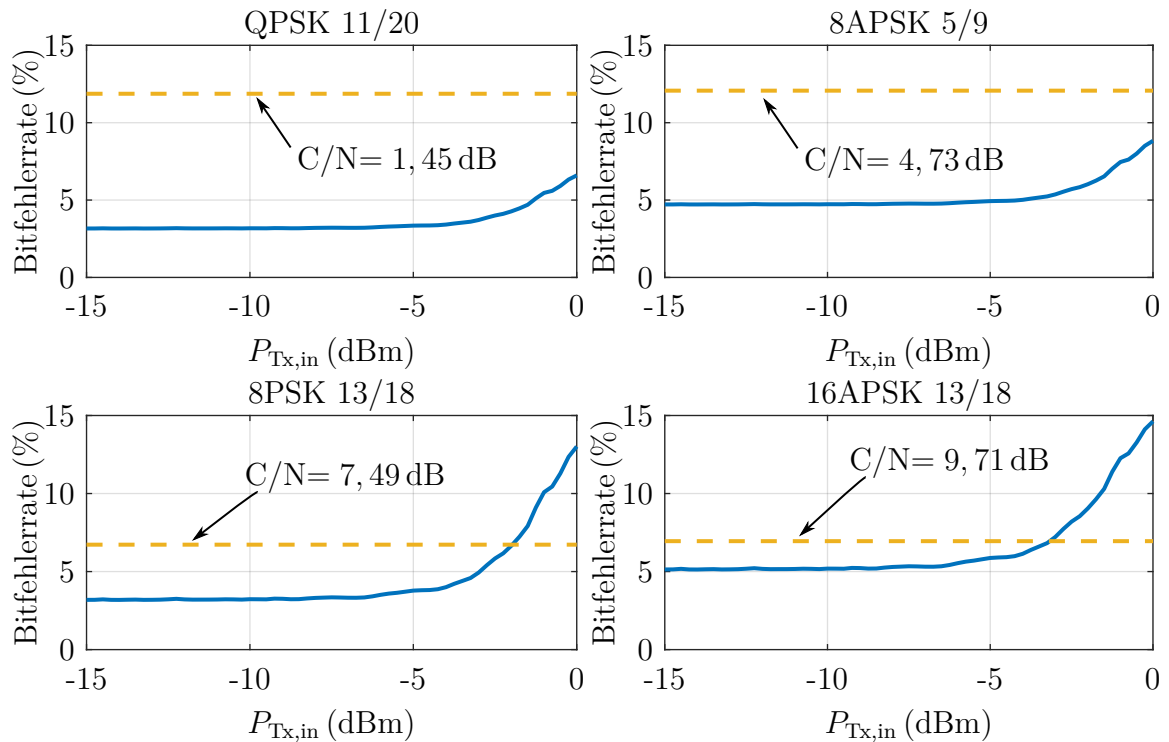 QPSK 11/20
15
10
5
0
Bitfehlerrate (%)
C/N= 1, 45 dB
-15
-10
-5
0
P_Tx,in (dBm)
8APSK 5/9
15
10
5
0
Bitfehlerrate (%)
C/N= 4, 73 dB
-15
-10
-5
0
P_Tx,in (dBm)
8PSK 13/18
15
10
5
0
Bitfehlerrate (%)
C/N= 7, 49 dB
-15
-10
-5
0
P_Tx,in (dBm)
16APSK 13/18
15
10
5
0
Bitfehlerrate (%)
C/N= 9, 71 dB
-15
-10
-5
0
P_Tx,in (dBm)